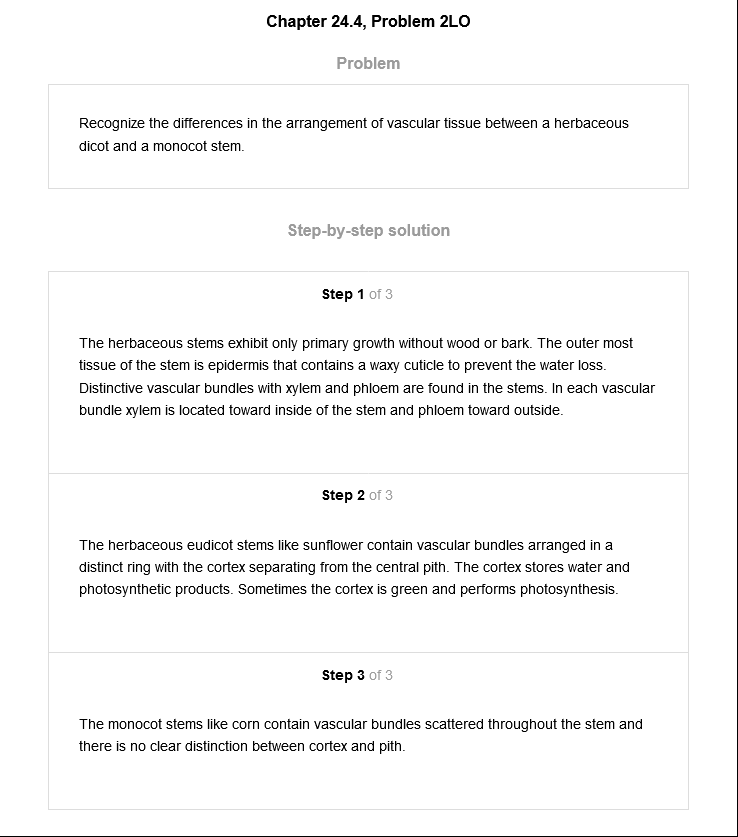 Chapter 24.4, Problem 2LO
Problem
Recognize the differences in the arrangement of vascular tissue between a herbaceous
dicot and a monocot stem.
Step-by-step solution
Step 1 of 3
The herbaceous stems exhibit only primary growth without wood or bark. The outer most
tissue of the stem is epidermis that contains a waxy cuticle to prevent the water loss.
Distinctive vascular bundles with xylem and phloem are found in the stems. In each vascular
bundle xylem is located toward inside of the stem and phloem toward outside.
Step 2 of 3
The herbaceous eudicot stems like sunflower contain vascular bundles arranged in a
distinct ring with the cortex separating from the central pith. The cortex stores water and
photosynthetic products. Sometimes the cortex is green and performs photosynthesis.
Step 3 of 3
The monocot stems like corn contain vascular bundles scattered throughout the stem and
there is no clear distinction between cortex and pith.